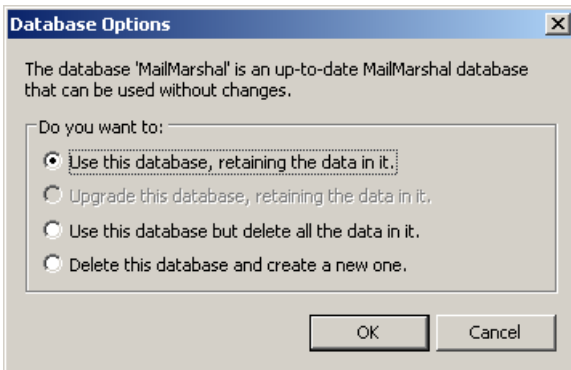 Database Options
The database 'MailMarshal' is an up-to-date MailMarshal database
that can be used without changes.
Do you want to:
Use this database, retaining the data in it.
Upgrade this database, retaining the data in it.
Use this database but delete all the data in it.
Delete this database and create a new one.
OK Cancel